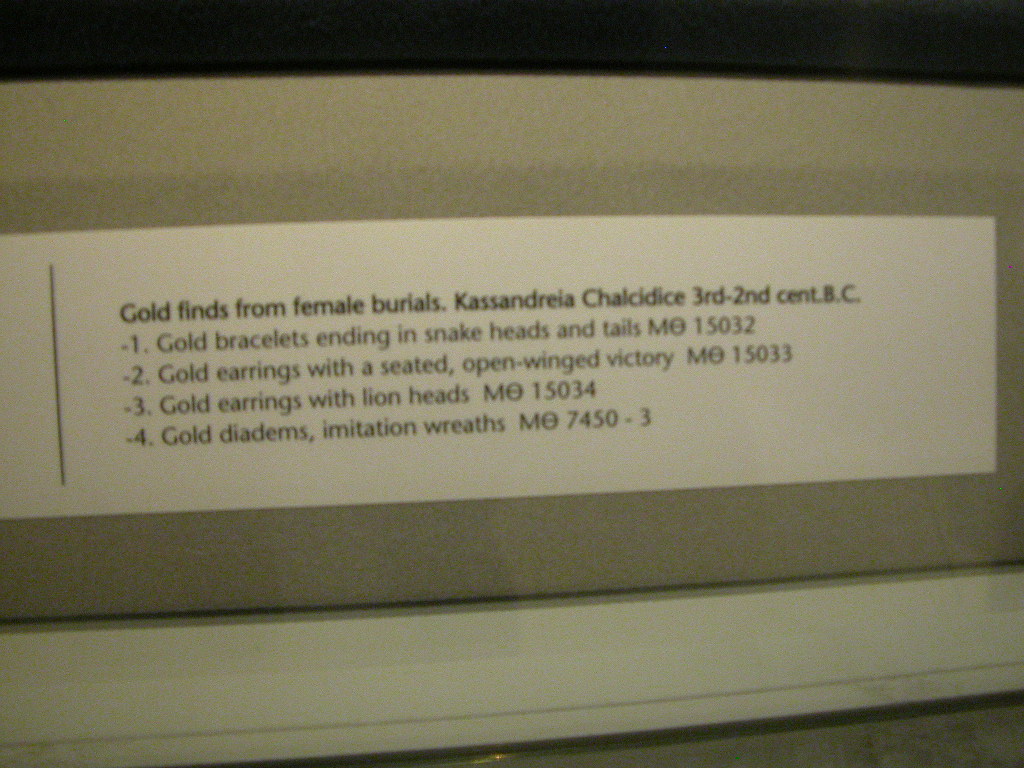 Gold finds from female burials. Kassandreia Chalcidice 3rd-2nd cent.B.C.
-1. Gold bracelets ending in snake heads and tails ΜΘ 15032
-2. Gold earrings with a seated, open-winged victory ΜΘ 15033
-3. Gold earrings with lion heads ΜΘ 15034
-4. Gold diadems, imitation wreaths ΜΘ 7450 - 3